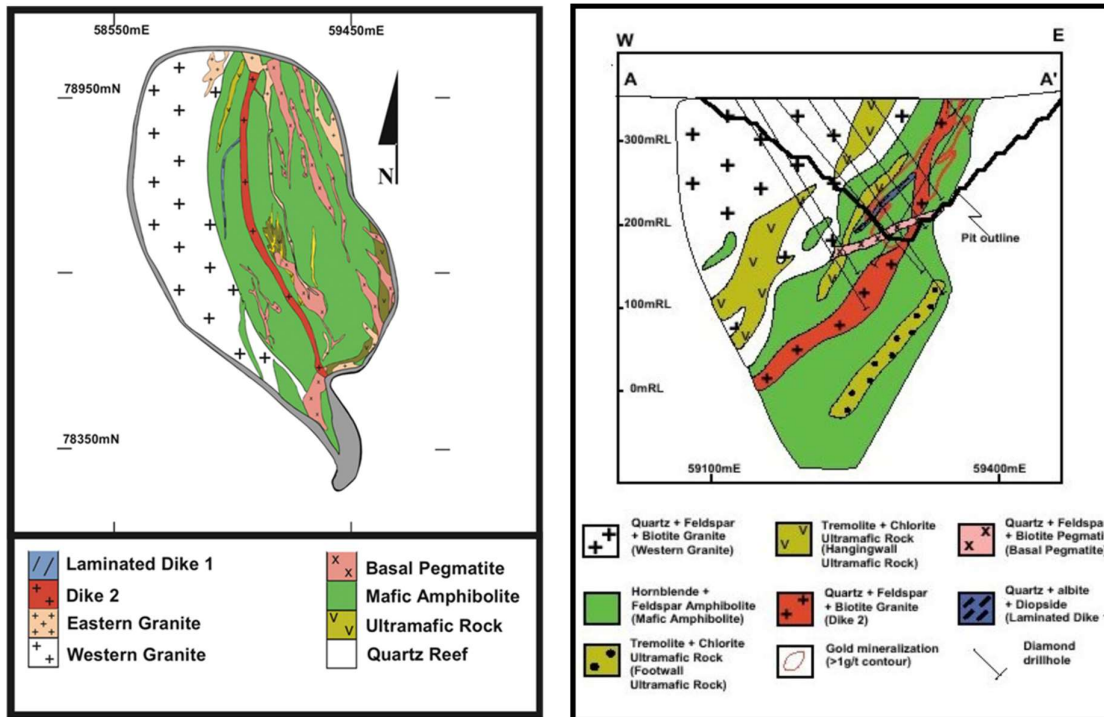 58550mE
59450mE
78950mN
N
78350mN
Laminated Dike 1
Dike 2
Eastern Granite
Western Granite
Basal Pegmatite
Mafic Amphibolite
Ultramafic Rock
Quartz Reef
W
E
A
A'
300mRL
200mRL
Pit outline
100mRL
0mRL
59100mE
59400mE
Quartz + Feldspar
+ Biotite Granite
(Western Granite)
Tremolite + Chlorite
Ultramafic Rock
(Hangingwall
Ultramafic Rock)
Quartz + Feldspar
+ Biotite Pegmatite
(Basal Pegmatite)
Hornblende +
Feldspar Amphibolite
(Mafic Amphibolite)
Quartz + Feldspar
+ Biotite Granite
(Dike 2)
Quartz + albite
+ Diopside
(Laminated Dike 1
Tremolite + Chlorite
Ultramafic Rock
(Footwall
Ultramafic Rock)
Gold mineralization
(>1g/t contour)
Diamond
drillhole